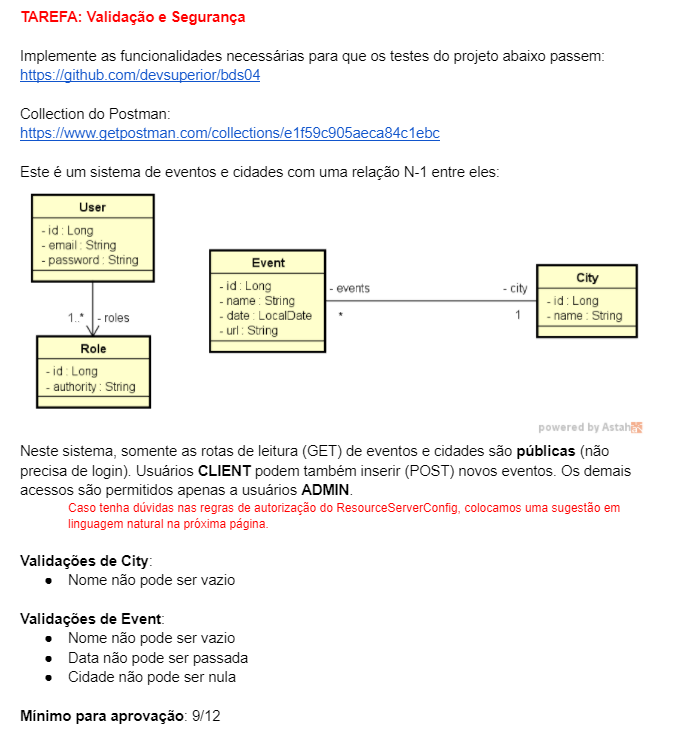 TAREFA: Validação e Segurança
Implemente as funcionalidades necessárias para que os testes do projeto abaixo passem:
https://github.com/devsuperior/bds04
Collection do Postman:
https://www.getpostman.com/collections/e1f59c905aeca84c1ebc
Este é um sistema de eventos e cidades com uma relação N-1 entre eles:
User
- id : Long
- email : String
- password : String
1..* - roles
Role
- id : Long
- authority : String
Event
- id : Long
- name : String
- date : LocalDate
- url : String
- events
*
- city
1
City
- id : Long
- name : String
powered by Astah
Neste sistema, somente as rotas de leitura (GET) de eventos e cidades são públicas (não
precisa de login). Usuários CLIENT podem também inserir (POST) novos eventos. Os demais
acessos são permitidos apenas a usuários ADMIN.
Caso tenha dúvidas nas regras de autorização do ResourceServerConfig, colocamos uma sugestão em
linguagem natural na próxima página.
Validações de City:
● Nome não pode ser vazio
Validações de Event:
● Nome não pode ser vazio
● Data não pode ser passada
● Cidade não pode ser nula
Mínimo para aprovação: 9/12